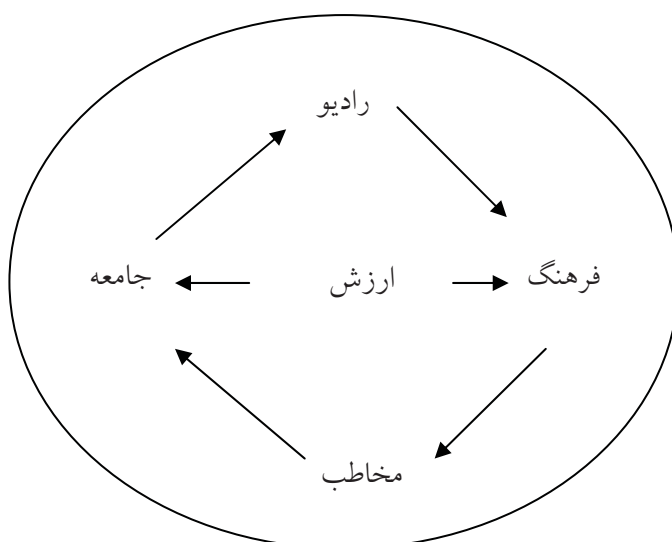 رادیو
فرهنگ
ارزش
جامعه
مخاطب